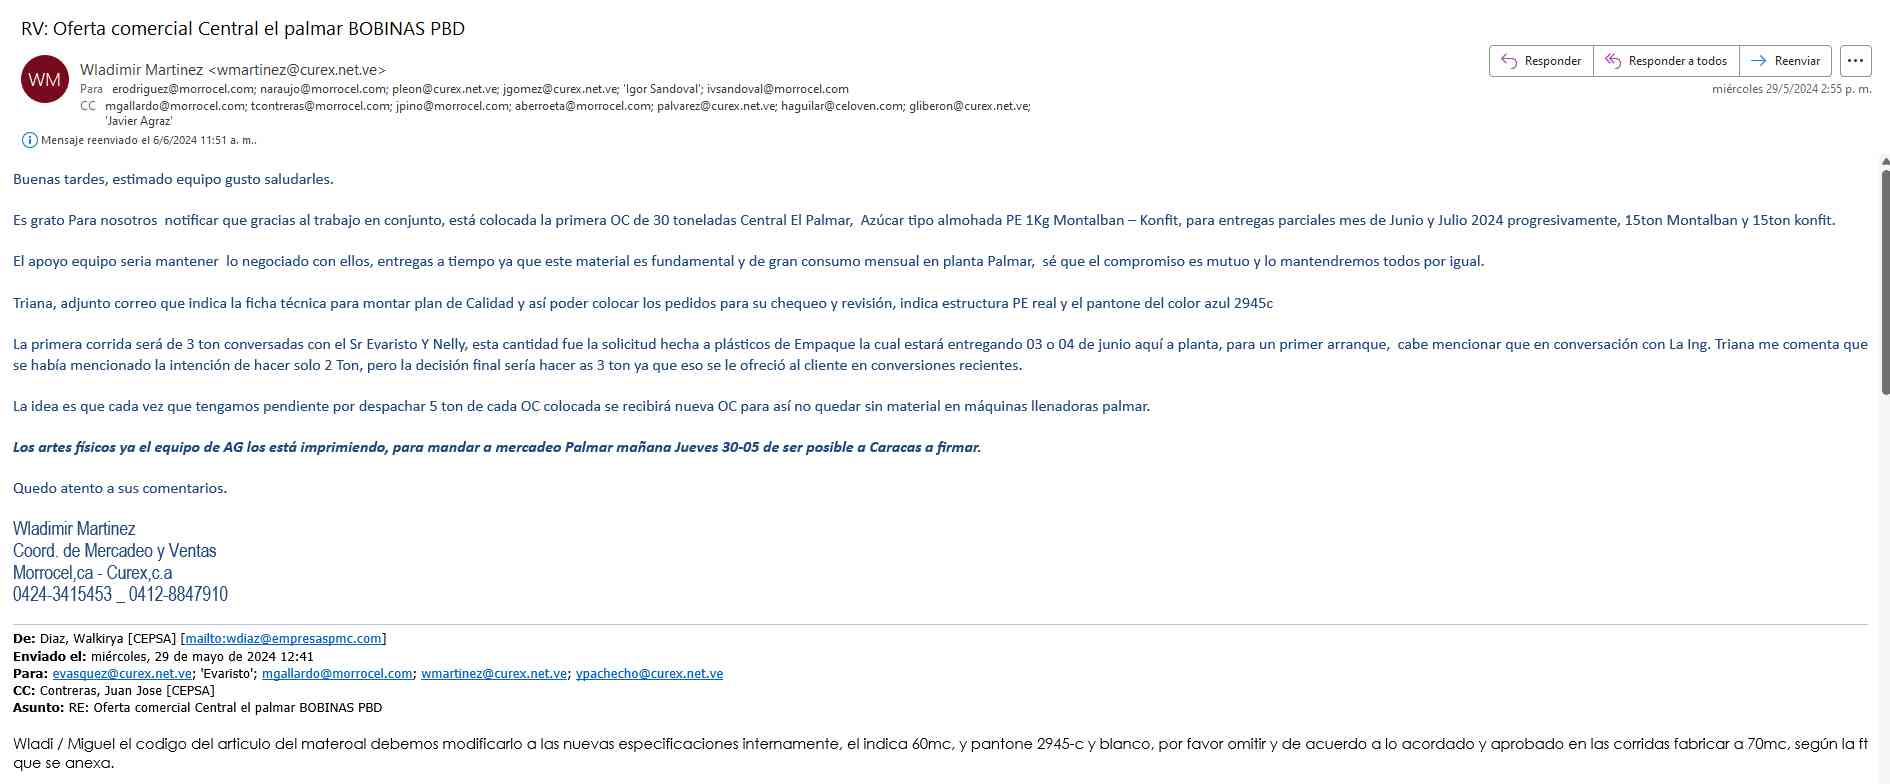 RV: Oferta comercial Central el palmar BOBINAS PBD
WM
Wladimir Martinez <wmartinez@curex.net.ve>
Para erodriguez@morrocel.com; naraujo@morrocel.com; pleon@curex.net.ve; jgomez@curex.net.ve; 'Igor Sandoval'; ivsandoval@morrocel.com
CC mgallardo@morrocel.com; tcontreras@morrocel.com; jpino@morrocel.com; aberroeta@morrocel.com; palvarez@curex.net.ve; haguilar@celoven.com; gliberon@curex.net.ve;
'Javier Agraz'
Responder
Responder a todos
Reenviar
miércoles 29/5/2024 2:55 p. m.
Mensaje reenviado el 6/6/2024 11:51 a. m..
Buenas tardes, estimado equipo gusto saludarles.
Es grato Para nosotros notificar que gracias al trabajo en conjunto, está colocada la primera OC de 30 toneladas Central El Palmar, Azúcar tipo almohada PE 1Kg Montalban – Konfit, para entregas parciales mes de Junio y Julio 2024 progresivamente, 15ton Montalban y 15ton konfit.
El apoyo equipo seria mantener lo negociado con ellos, entregas a tiempo ya que este material es fundamental y de gran consumo mensual en planta Palmar, sé que el compromiso es mutuo y lo mantendremos todos por igual.
Triana, adjunto correo que indica la ficha técnica para montar plan de Calidad y así poder colocar los pedidos para su chequeo y revisión, indica estructura PE real y el pantone del color azul 2945c
La primera corrida será de 3 ton conversadas con el Sr Evaristo Y Nelly, esta cantidad fue la solicitud hecha a plásticos de Empaque la cual estará entregando 03 o 04 de junio aquí a planta, para un primer arranque, cabe mencionar que en conversación con La Ing. Triana me comenta que
se había mencionado la intención de hacer solo 2 Ton, pero la decisión final sería hacer as 3 ton ya que eso se le ofreció al cliente en conversiones recientes.
La idea es que cada vez que tengamos pendiente por despachar 5 ton de cada OC colocada se recibirá nueva OC para así no quedar sin material en máquinas llenadoras palmar.
Los artes físicos ya el equipo de AG los está imprimiendo, para mandar a mercadeo Palmar mañana Jueves 30-05 de ser posible a Caracas a firmar.
Quedo atento a sus comentarios.
Wladimir Martinez
Coord. de Mercadeo y Ventas
Morrocel,ca - Curex,c.a
0424-3415453 _ 0412-8847910
De: Diaz, Walkirya [CEPSA] [mailto:wdiaz@empresaspmc.com]
Enviado el: miércoles, 29 de mayo de 2024 12:41
Para: evasquez@curex.net.ve; 'Evaristo'; mgallardo@morrocel.com; wmartinez@curex.net.ve; ypachecho@curex.net.ve
CC: Contreras, Juan Jose [CEPSA]
Asunto: RE: Oferta comercial Central el palmar BOBINAS PBD
Wladi / Miguel el codigo del articulo del materoal debemos modificarlo a las nuevas especificaciones internamente, el indica 60mc, y pantone 2945-c y blanco, por favor omitir y de acuerdo a lo acordado y aprobado en las corridas fabricar a 70mc, según la ft
que se anexa.